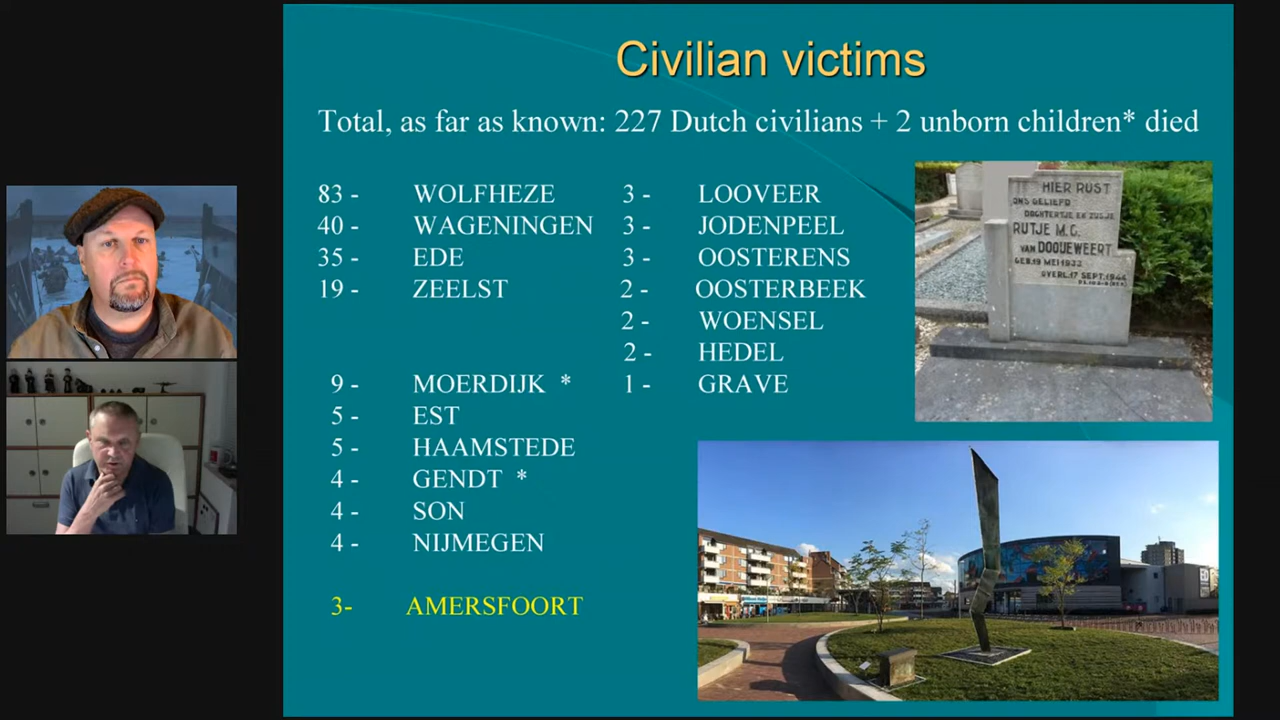 Civilian victims
Total, as far as known: 227 Dutch civilians + 2 unborn children* died
83 - WOLFHEZE
40 - WAGENINGEN
35 - EDE
19 - ZEELST
9 - MOERDIJK *
5 - EST
5 - HAAMSTEDE
4 - GENDT *
4 - SON
4 - NIJMEGEN
3- AMERSFOORT
3 - LOOVEER
3 - JODENPEEL
3 - OOSTERENS
2 - OOSTERBEEK
2 - WOENSEL
2 - HEDEL
1 - GRAVE
HIER RUST
ONS GELIEFD
DOCHTERTJE EN ZUSJE
RUTJE M.G.
VAN DOOIJEWEERT
GEB. 19 MEI 1932
OVERL. 17 SEPT. 1944